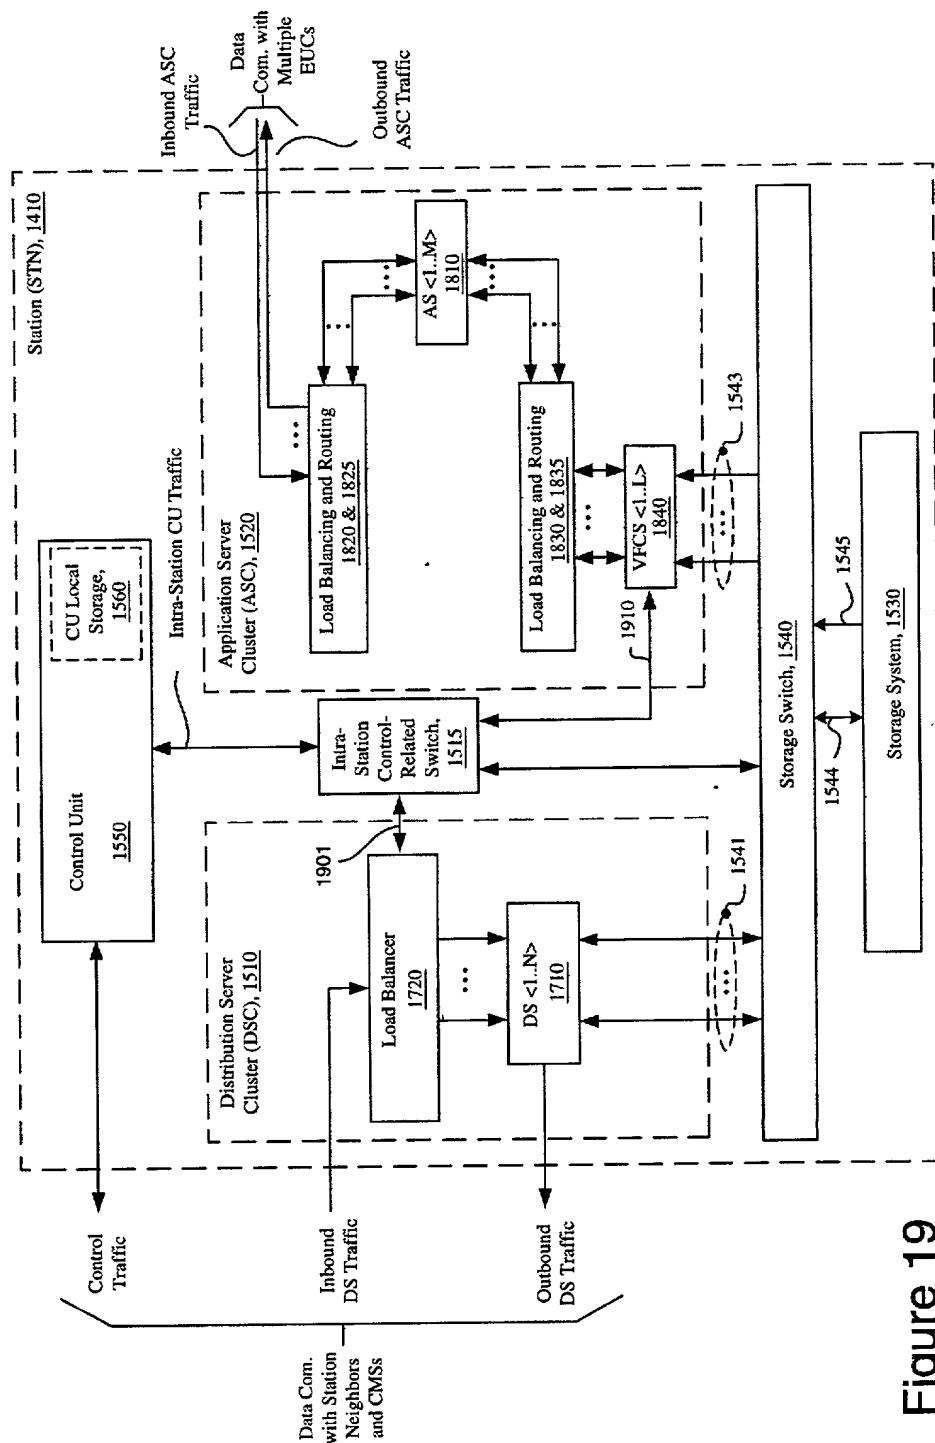 Data Com.
with Station
Neighbors
and CMSs
Control
Traffic
Inbound
DS Traffic
Outbound
DS Traffic
Station (STN), 1410
Control Unit
1550
CU Local
Storage,
1560
Intra-Station CU Traffic
Distribution Server
Cluster (DSC), 1510
Load Balancer
1720
...
DS <1..N>
1710
1901
Intra-
Station
Control-
Related
Switch,
1515
1910
Application Server
Cluster (ASC), 1520
Load Balancing and Routing
1820 & 1825
...
...
...
AS <1..M>
1810
...
...
Load Balancing and Routing
1830 & 1835
...
VFCS <1..L>
1840
Inbound ASC
Traffic
Data
Com. with
Multiple
EUCs
Outbound
ASC Traffic
...
1541
...
1543
Storage Switch, 1540
1544
1545
Storage System, 1530
Figure 19